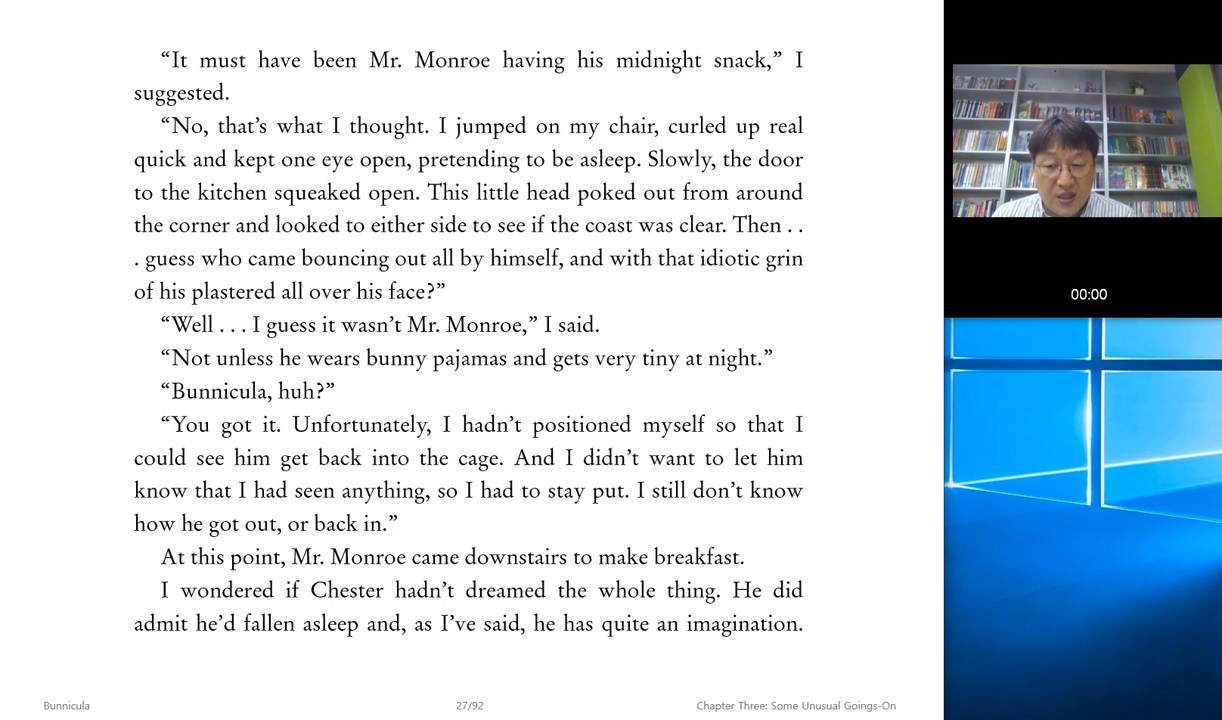 “It must have been Mr. Monroe having his midnight snack,” I
suggested.
“No, that’s what I thought. I jumped on my chair, curled up real
quick and kept one eye open, pretending to be asleep. Slowly, the door
to the kitchen squeaked open. This little head poked out from around
the corner and looked to either side to see if the coast was clear. Then . .
. guess who came bouncing out all by himself, and with that idiotic grin
of his plastered all over his face?”
“Well . . . I guess it wasn’t Mr. Monroe,” I said.
“Not unless he wears bunny pajamas and gets very tiny at night.”
“Bunnicula, huh?”
“You got it. Unfortunately, I hadn’t positioned myself so that I
could see him get back into the cage. And I didn’t want to let him
know that I had seen anything, so I had to stay put. I still don’t know
how he got out, or back in.”
At this point, Mr. Monroe came downstairs to make breakfast.
I wondered if Chester hadn’t dreamed the whole thing. He did
admit he’d fallen asleep and, as I’ve said, he has quite an imagination.
Bunnicula
27/92
Chapter Three: Some Unusual Goings-On
00:00